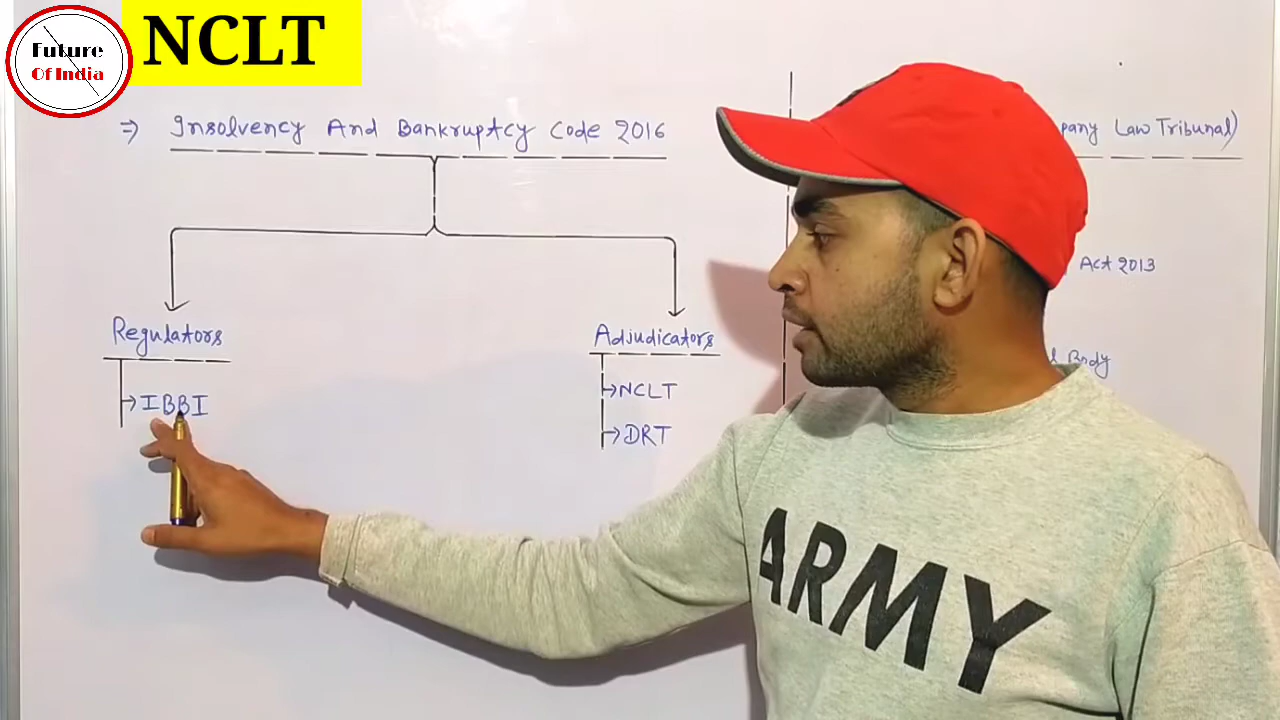 Future
Of India
NCLT
⇒ Insolvency And Bankruptcy Code 2016
Regulators
→ IBBI
Adjudicators
→ NCLT
→ DRT
Law Tribunal)
Act 2013
Body
ARMY